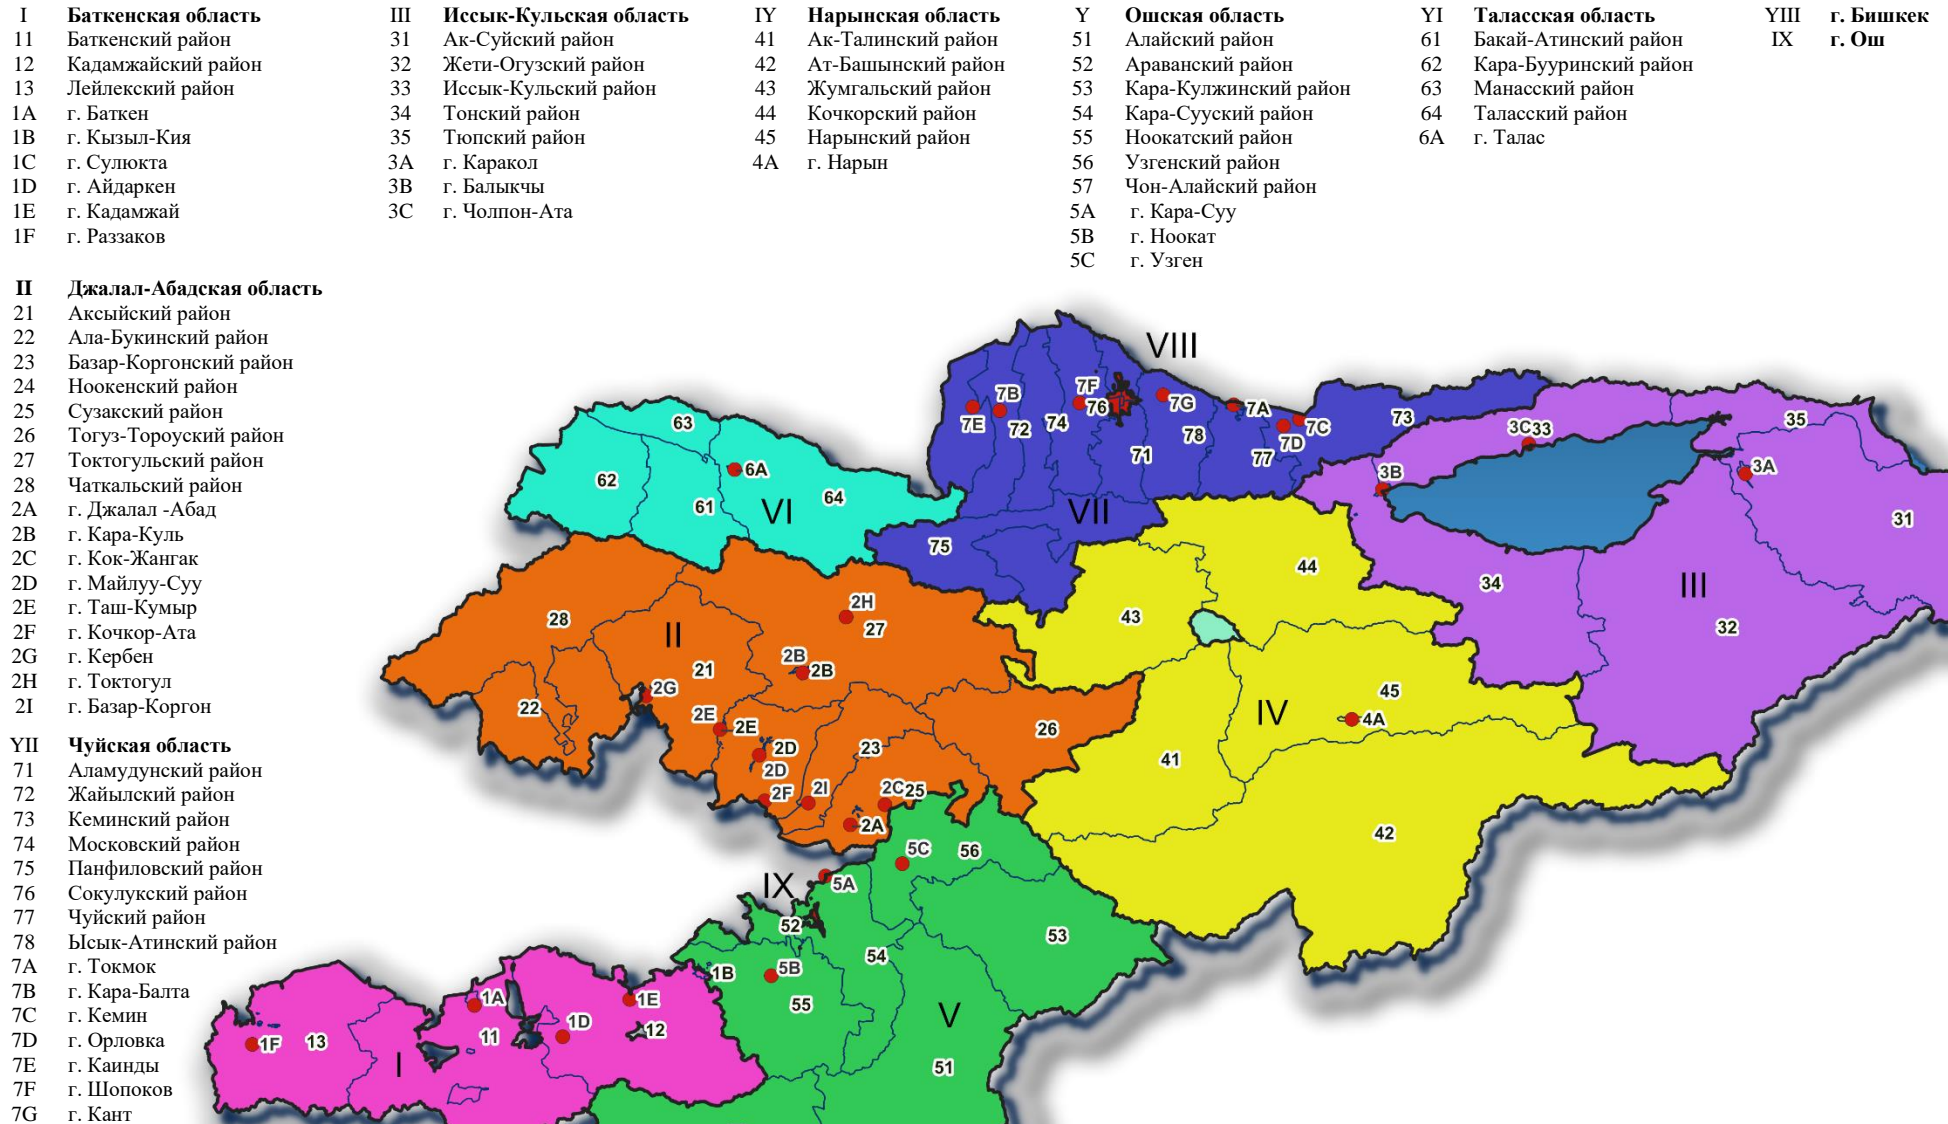 I Баткенская область
11 Баткенский район
12 Кадамжайский район
13 Лейлекский район
1A г. Баткен
1B г. Кызыл-Кия
1C г. Сулюкта
1D г. Айдаркен
1E г. Кадамжай
1F г. Раззаков
III Иссык-Кульская область
31 Ак-Суйский район
32 Жети-Огузский район
33 Иссык-Кульский район
34 Тонский район
35 Тюпский район
3A г. Каракол
3B г. Балыкчы
3C г. Чолпон-Ата
IY Нарынская область
41 Ак-Талинский район
42 Ат-Башынский район
43 Жумгальский район
44 Кочкорский район
45 Нарынский район
4A г. Нарын
Y Ошская область
51 Алайский район
52 Араванский район
53 Кара-Кулжинский район
54 Кара-Сууский район
55 Ноокатский район
56 Узгенский район
57 Чон-Алайский район
5A г. Кара-Суу
5B г. Ноокат
5C г. Узген
YI Таласская область
61 Бакай-Атинский район
62 Кара-Бууринский район
63 Манасский район
64 Таласский район
6A г. Талас
YIII г. Бишкек
IX г. Ош
II Джалал-Абадская область
21 Аксыйский район
22 Ала-Букинский район
23 Базар-Коргонский район
24 Ноокенский район
25 Сузакский район
26 Тогуз-Тороуский район
27 Токтогульский район
28 Чаткальский район
2A г. Джалал -Абад
2B г. Кара-Куль
2C г. Кок-Жангак
2D г. Майлуу-Суу
2E г. Таш-Кумыр
2F г. Кочкор-Ата
2G г. Кербен
2H г. Токтогул
2I г. Базар-Коргон
YII Чуйская область
71 Аламудунский район
72 Жайылский район
73 Кеминский район
74 Московский район
75 Панфиловский район
76 Сокулукский район
77 Чуйский район
78 Ысык-Атинский район
7A г. Токмок
7B г. Кара-Балта
7C г. Кемин
7D г. Орловка
7E г. Каинды
7F г. Шопоков
7G г. Кант
VIII
7F
7B
76
7G
7A
7E
72
74
7C
73
7D
78
71
77
3C
33
35
3A
3B
31
63
6A
62
64
61
VI
VII
75
44
34
III
32
28
2H
27
43
II
21
2B
2B
2G
22
2E
2E
26
IV
45
4A
2D
2D
23
41
2F
2I
2C
25
2A
42
5C
56
5A
IX
52
53
54
1B
5B
55
V
51
1A
1E
1D
12
11
1F
13
I